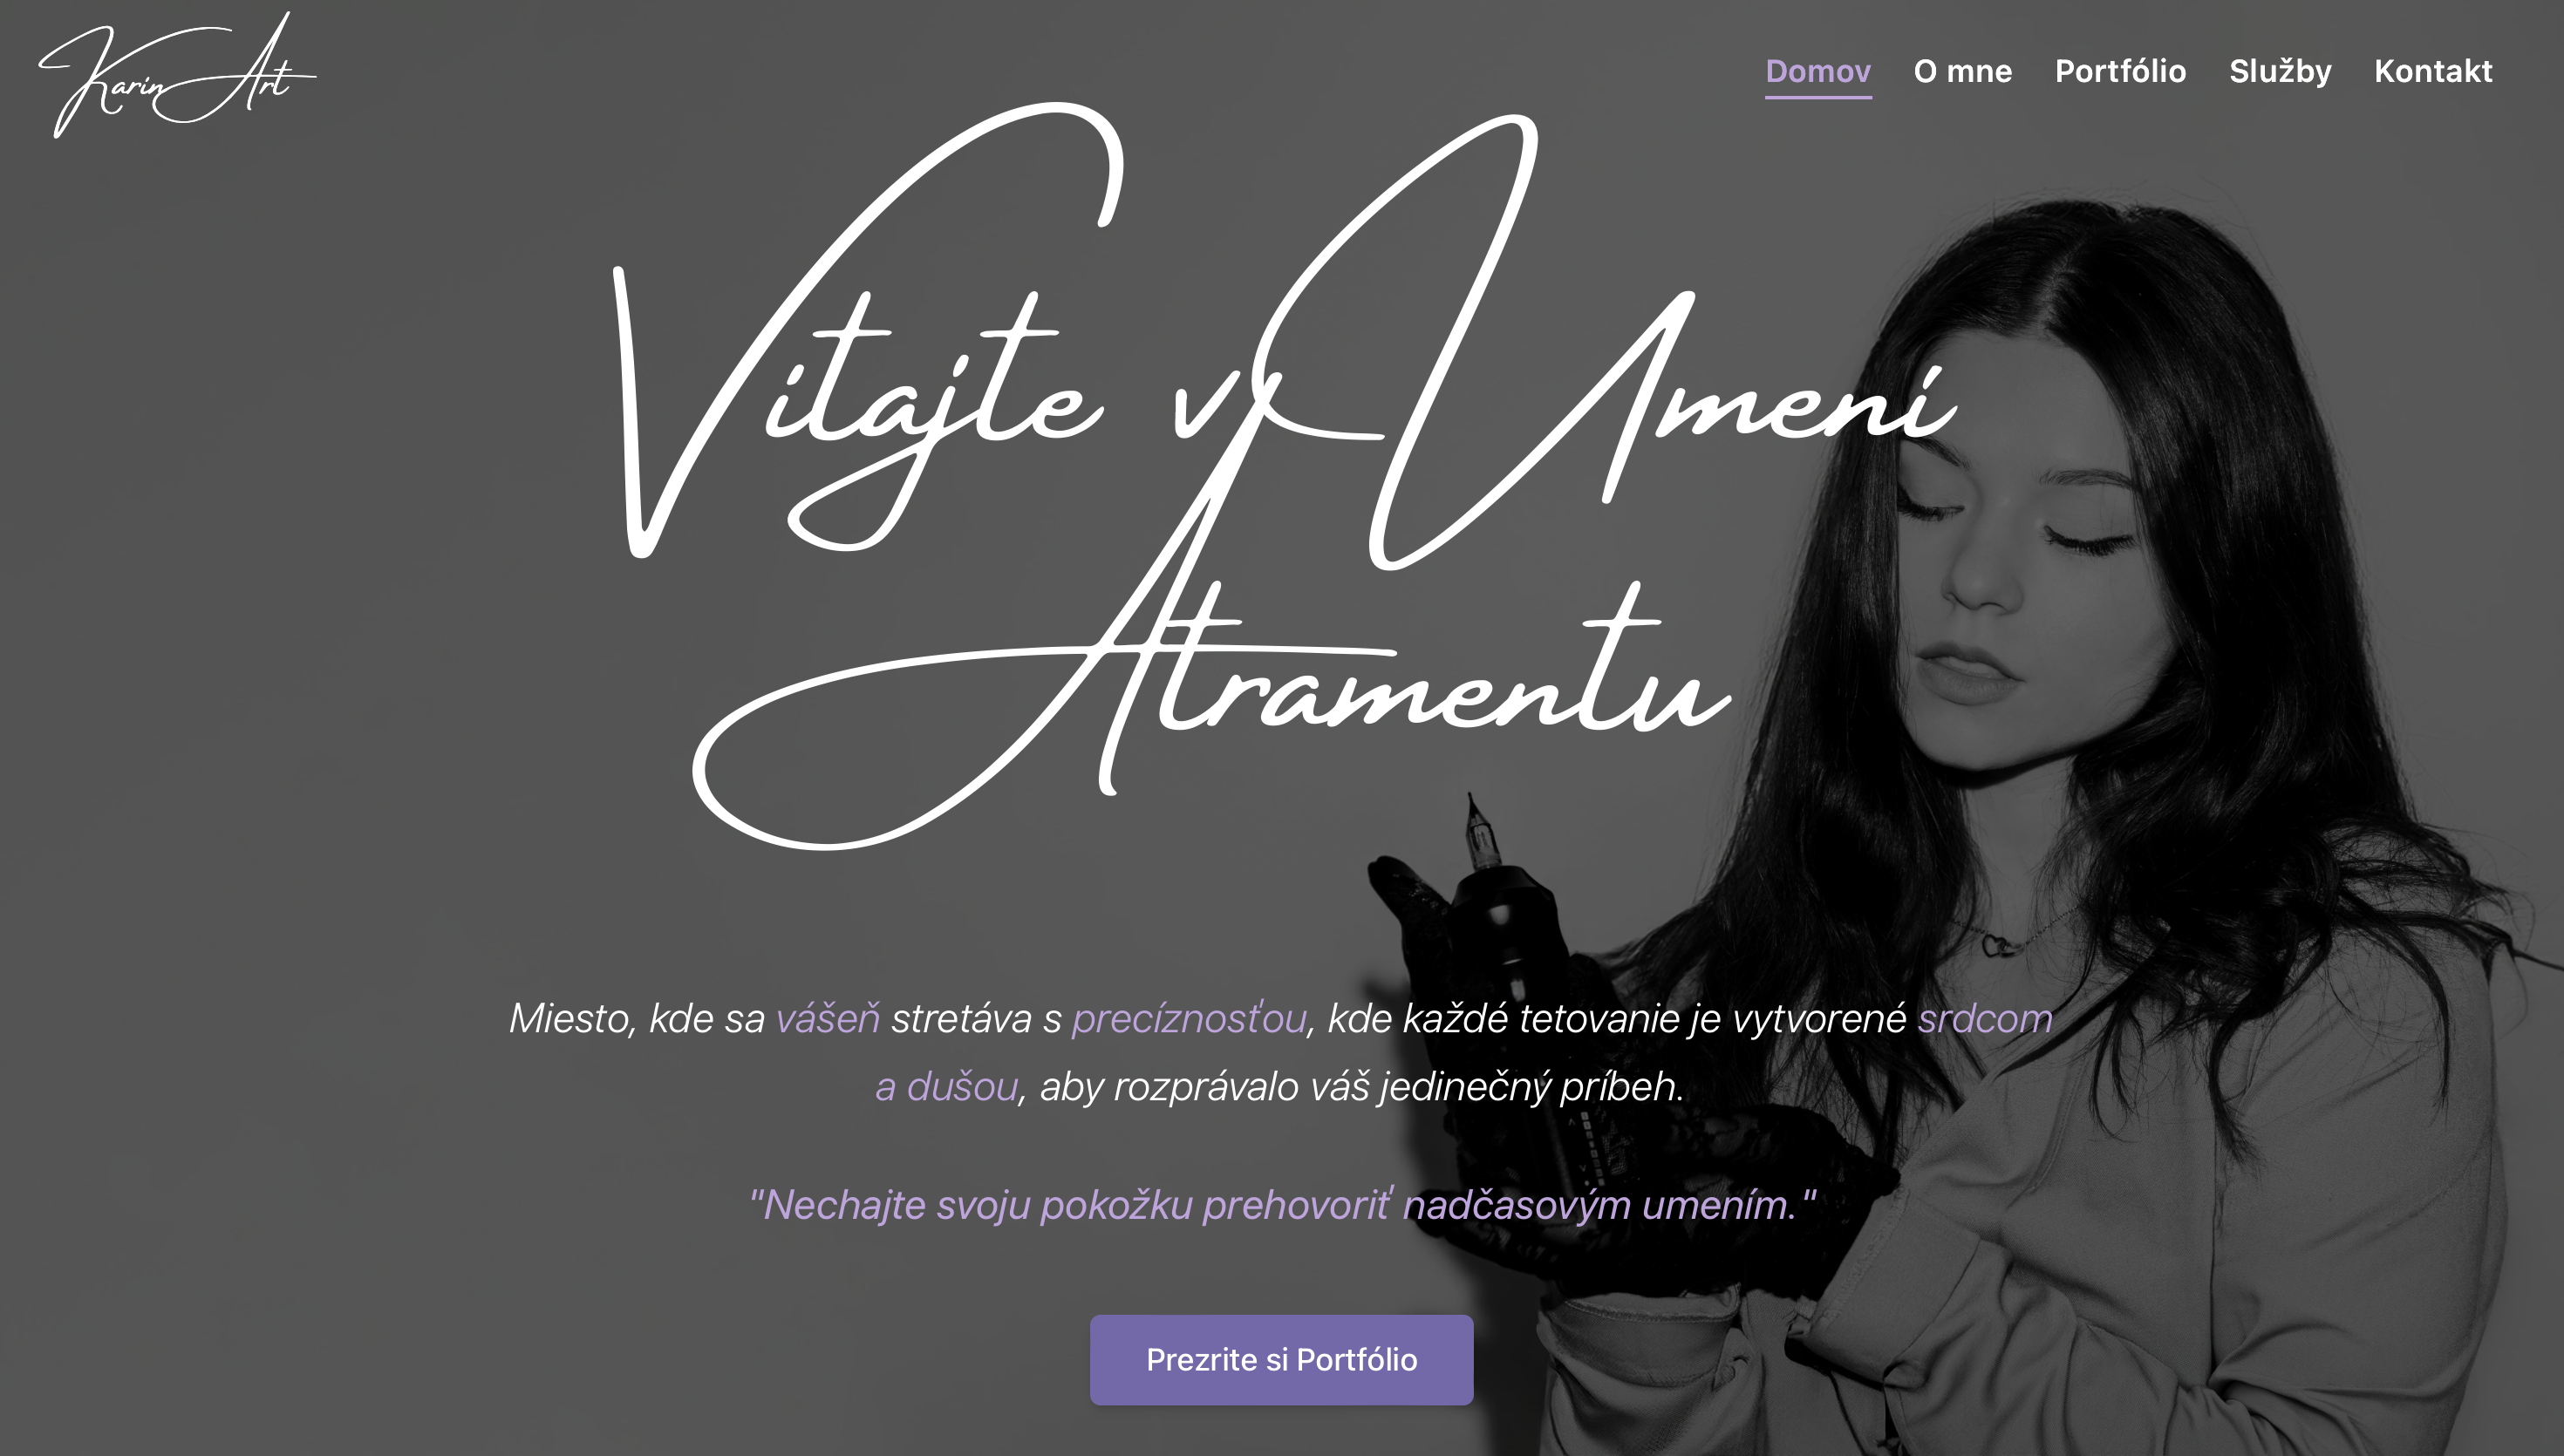 Karin Art
Domov O mne Portfólio Služby Kontakt
Vitajte v Umení
Atramentu
Miesto, kde sa vášeň stretáva s precíznosťou, kde každé tetovanie je vytvorené srdcom
a dušou, aby rozprávalo váš jedinečný príbeh.
"Nechajte svoju pokožku prehovoriť nadčasovým umením."
Prezrite si Portfólio